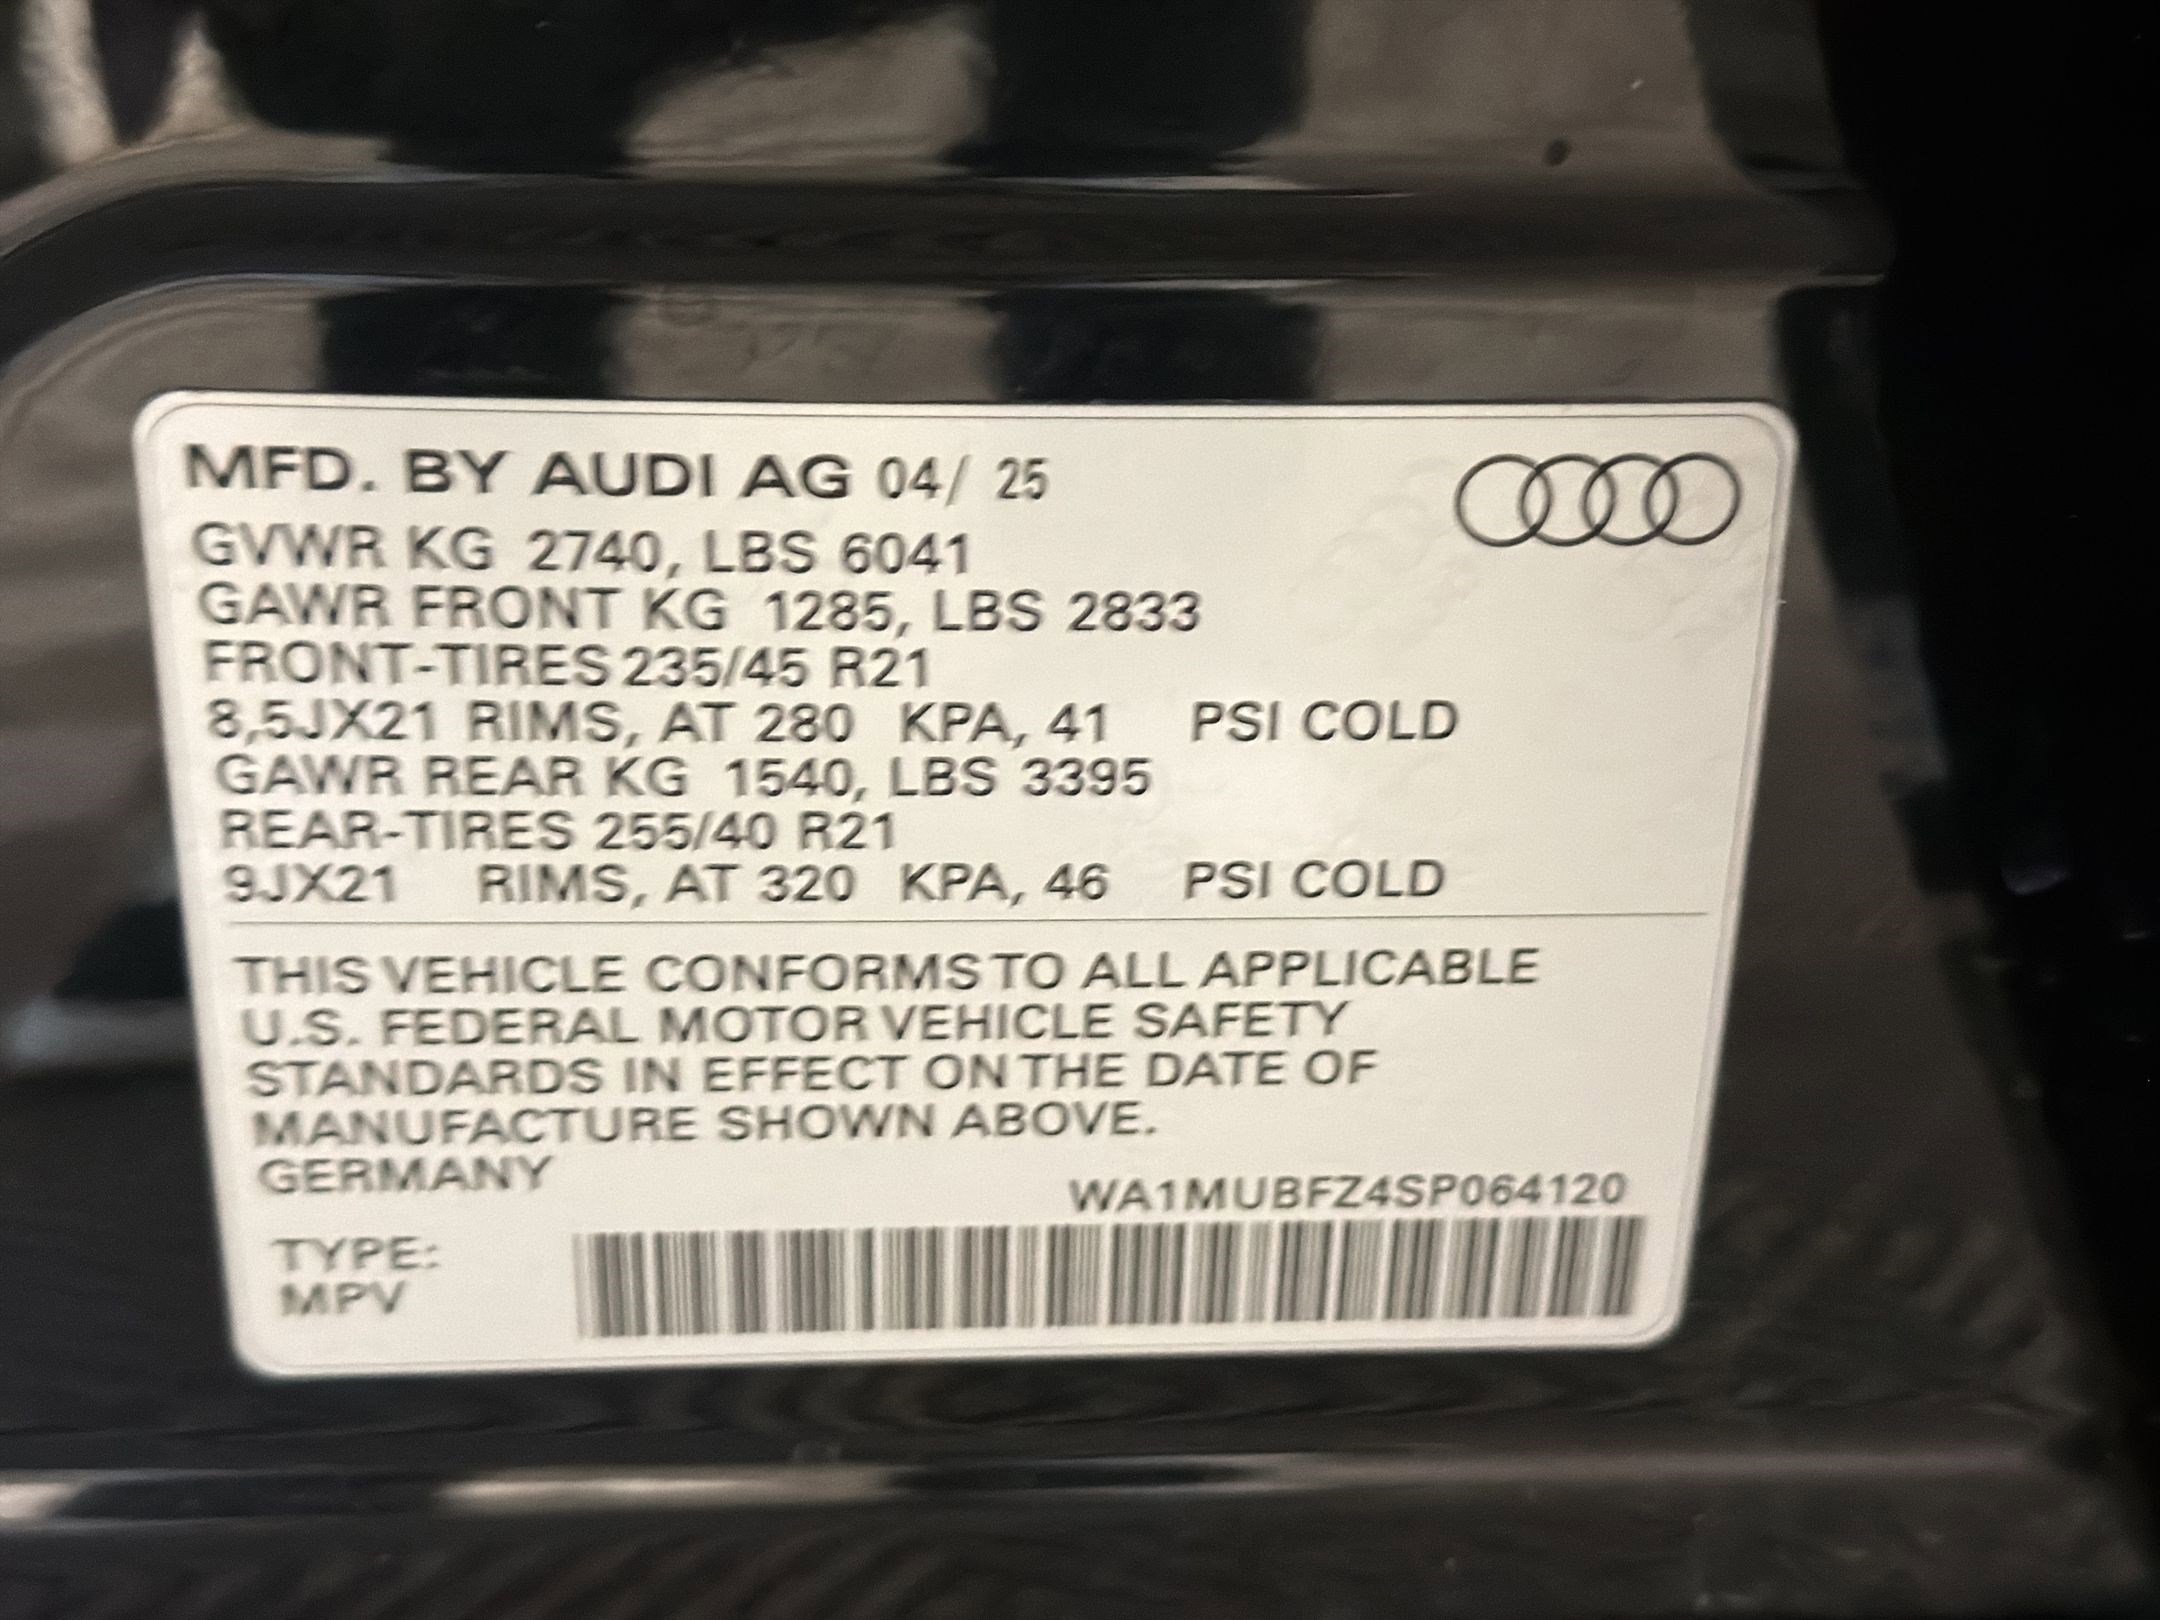 MFD. BY AUDI AG 04/ 25
GVWR KG 2740, LBS 6041
GAWR FRONT KG 1285, LBS 2833
FRONT-TIRES 235/45 R21
8,5JX21 RIMS, AT 280 KPA, 41 PSI COLD
GAWR REAR KG 1540, LBS 3395
REAR-TIRES 255/40 R21
9JX21 RIMS, AT 320 KPA, 46 PSI COLD
THIS VEHICLE CONFORMS TO ALL APPLICABLE
U.S. FEDERAL MOTOR VEHICLE SAFETY
STANDARDS IN EFFECT ON THE DATE OF
MANUFACTURE SHOWN ABOVE.
GERMANY
WA1MUBFZ4SP064120
TYPE:
MPV